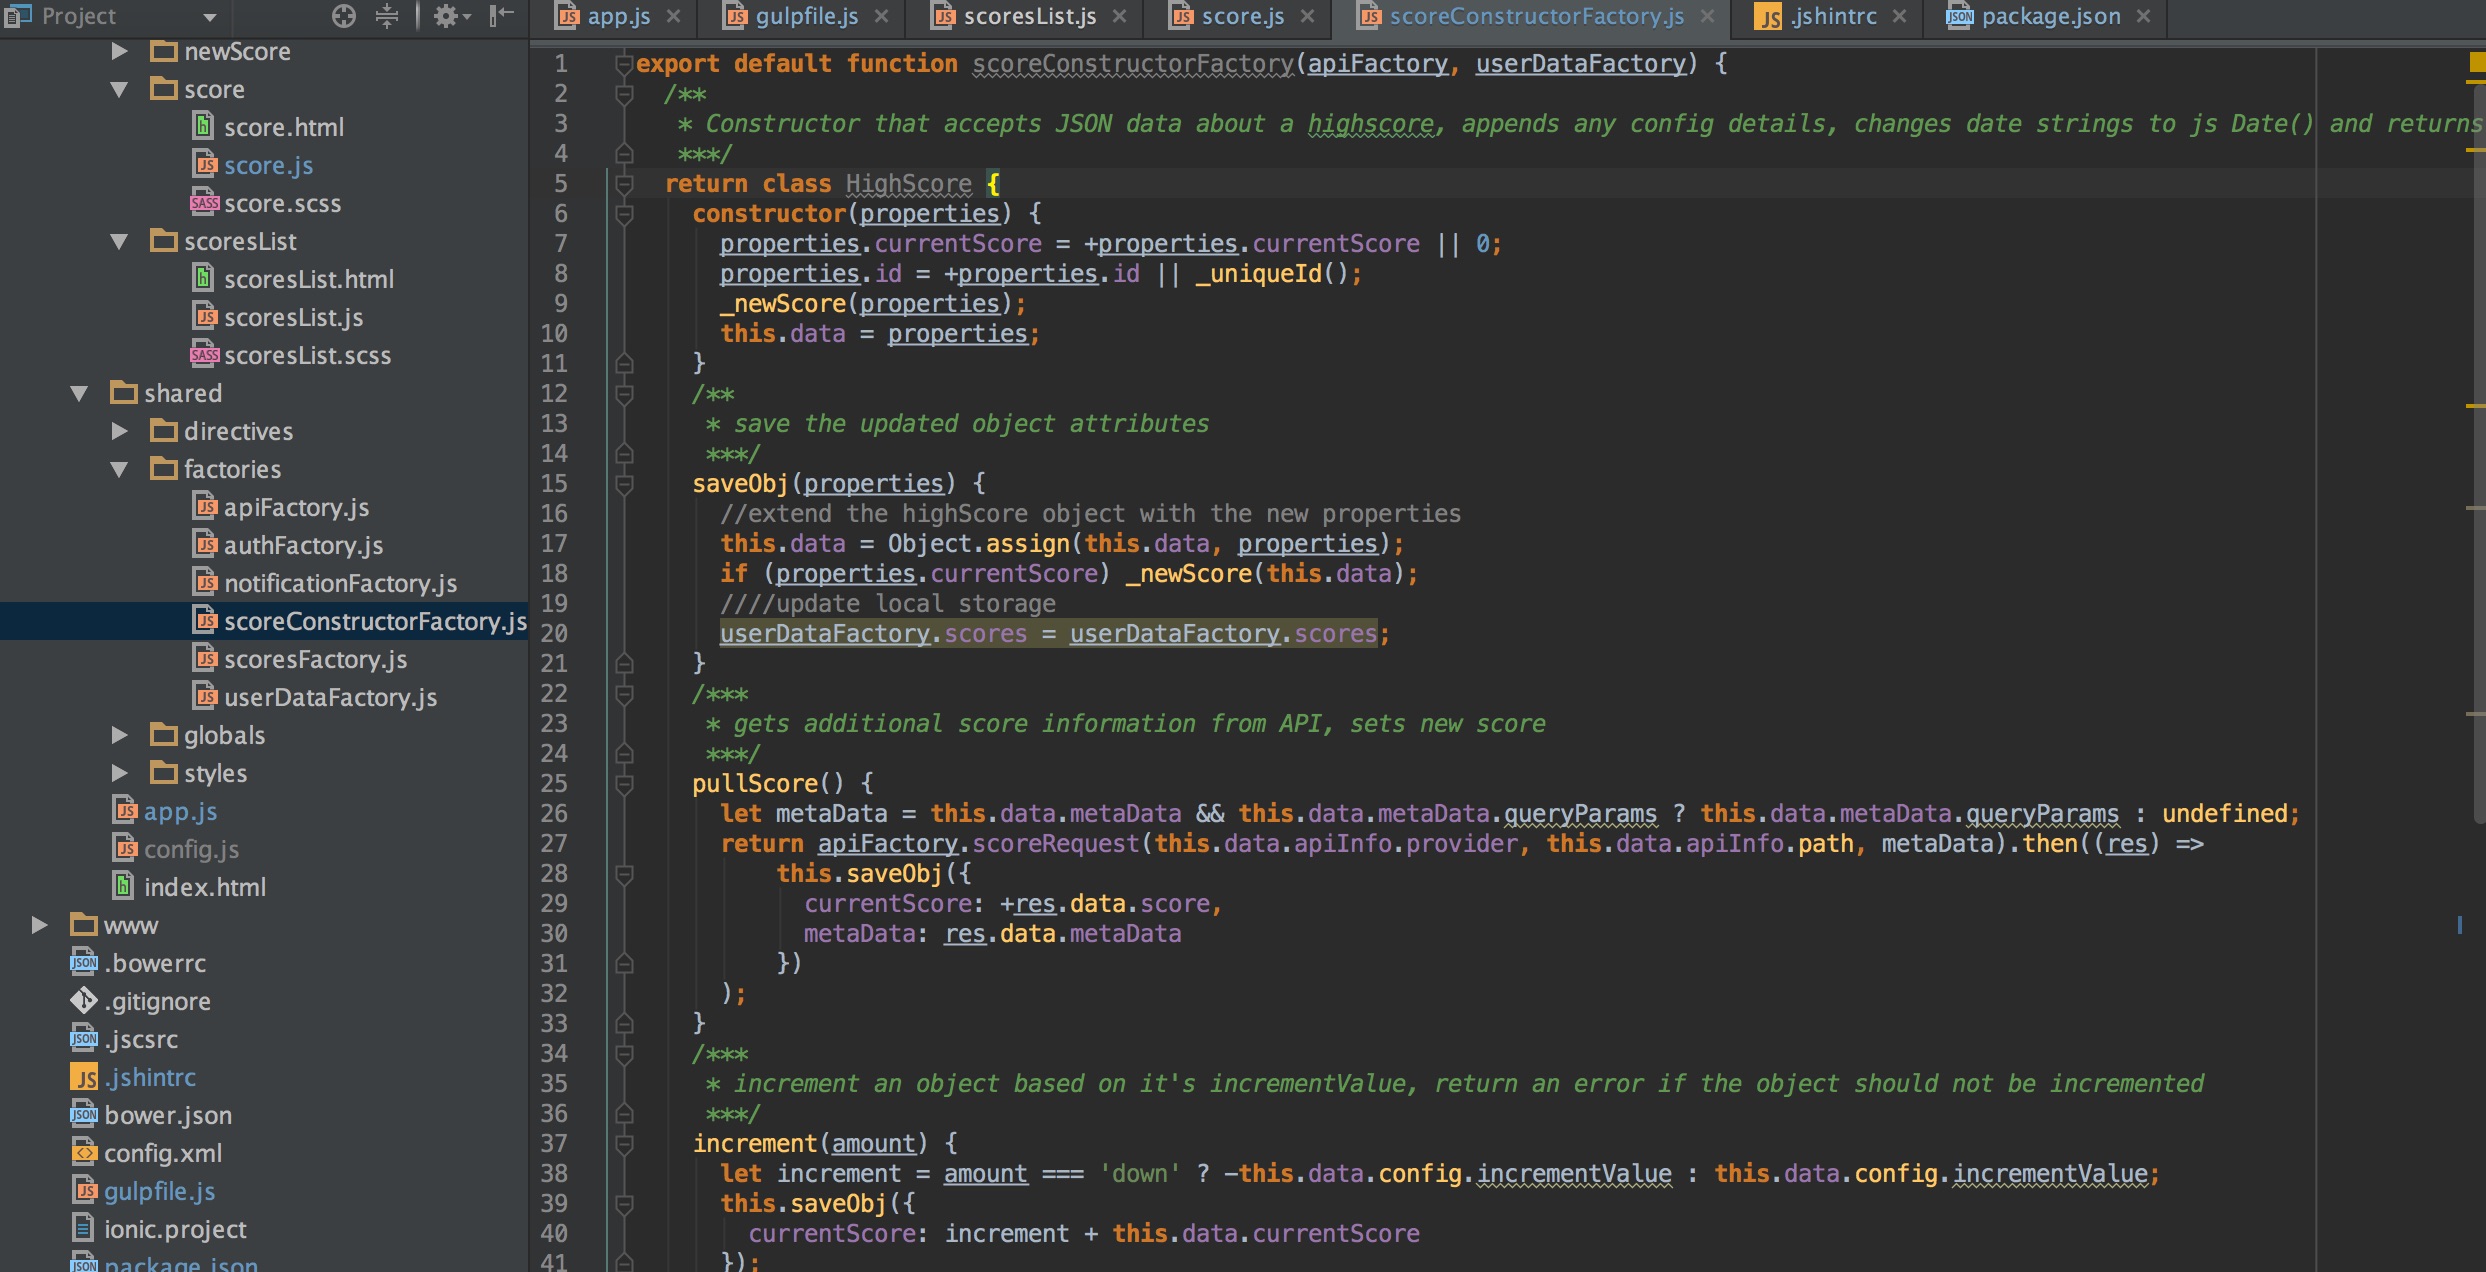 Project
newScore
score
score.html
score.js
SASS score.scss
scoresList
scoresList.html
scoresList.js
SASS scoresList.scss
shared
directives
factories
apiFactory.js
authFactory.js
notificationFactory.js
scoreConstructorFactory.js
scoresFactory.js
userDataFactory.js
globals
styles
app.js
config.js
index.html
www
JSON .bowerrc
.gitignore
JSON .jscsrc
JS .jshintrc
JSON bower.json
config.xml
gulpfile.js
ionic.project
JSON package.json
app.js gulpfile.js scoresList.js score.js scoreConstructorFactory.js JS .jshintrc JSON package.json
1 export default function scoreConstructorFactory(apiFactory, userDataFactory) {
2 /**
3 * Constructor that accepts JSON data about a highscore, appends any config details, changes date strings to js Date() and returns
4 ***/
5 return class HighScore {
6 constructor(properties) {
7 properties.currentScore = +properties.currentScore || 0;
8 properties.id = +properties.id || _uniqueId();
9 _newScore(properties);
10 this.data = properties;
11 }
12 /**
13 * save the updated object attributes
14 ***/
15 saveObj(properties) {
16 //extend the highScore object with the new properties
17 this.data = Object.assign(this.data, properties);
18 if (properties.currentScore) _newScore(this.data);
19 ////update local storage
20 userDataFactory.scores = userDataFactory.scores;
21 }
22 /***
23 * gets additional score information from API, sets new score
24 ***/
25 pullScore() {
26 let metaData = this.data.metaData && this.data.metaData.queryParams ? this.data.metaData.queryParams : undefined;
27 return apiFactory.scoreRequest(this.data.apiInfo.provider, this.data.apiInfo.path, metaData).then((res) =>
28 this.saveObj({
29 currentScore: +res.data.score,
30 metaData: res.data.metaData
31 })
32 );
33 }
34 /***
35 * increment an object based on it's incrementValue, return an error if the object should not be incremented
36 ***/
37 increment(amount) {
38 let increment = amount === 'down' ? -this.data.config.incrementValue : this.data.config.incrementValue;
39 this.saveObj({
40 currentScore: increment + this.data.currentScore
41 });